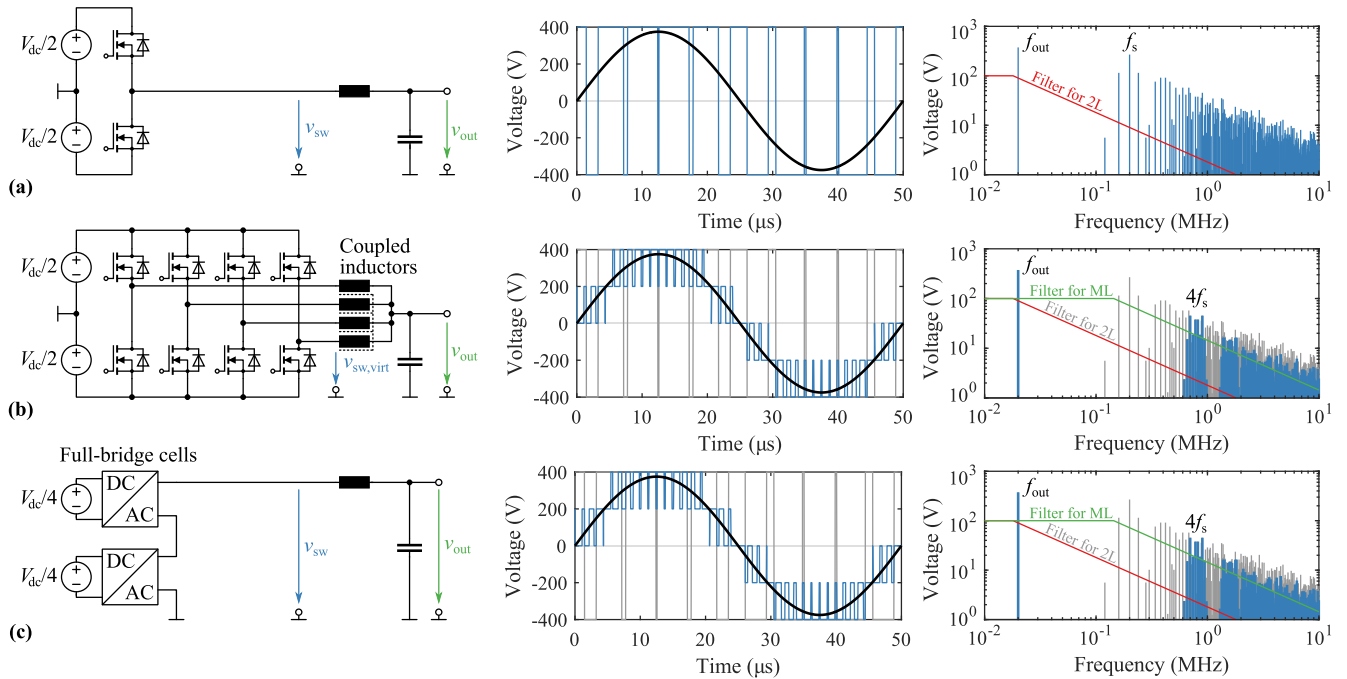 V_dc/2
V_dc/2
v_sw
v_out
(a)
400
200
0
-200
-400
Voltage (V)
0 10 20 30 40 50
Time (μs)
10^3
10^2
10^1
10^0
Voltage (V)
f_out
f_s
Filter for 2L
10^-2 10^-1 10^0 10^1
Frequency (MHz)
V_dc/2
V_dc/2
Coupled
inductors
v_sw,virt
v_out
(b)
400
200
0
-200
-400
Voltage (V)
0 10 20 30 40 50
Time (μs)
10^3
10^2
10^1
10^0
Voltage (V)
f_out
Filter for ML
Filter for 2L
4f_s
10^-2 10^-1 10^0 10^1
Frequency (MHz)
Full-bridge cells
V_dc/4
DC
AC
V_dc/4
DC
AC
v_sw
v_out
(c)
400
200
0
-200
-400
Voltage (V)
0 10 20 30 40 50
Time (μs)
10^3
10^2
10^1
10^0
Voltage (V)
f_out
Filter for ML
Filter for 2L
4f_s
10^-2 10^-1 10^0 10^1
Frequency (MHz)